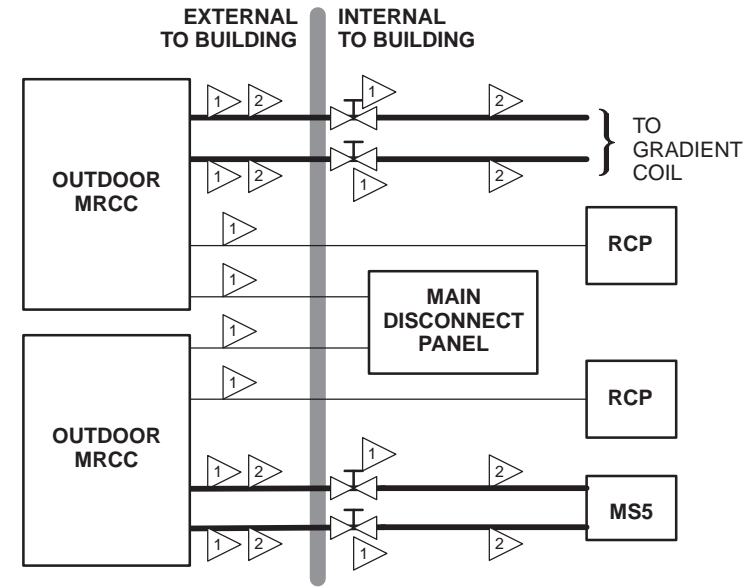 EXTERNAL
TO BUILDING
INTERNAL
TO BUILDING
1
2
1
2
TO
GRADIENT
COIL
OUTDOOR
MRCC
1
2
1
2
1
RCP
1
MAIN
DISCONNECT
PANEL
1
1
RCP
OUTDOOR
MRCC
1
2
1
2
MS5
1
2
1
2